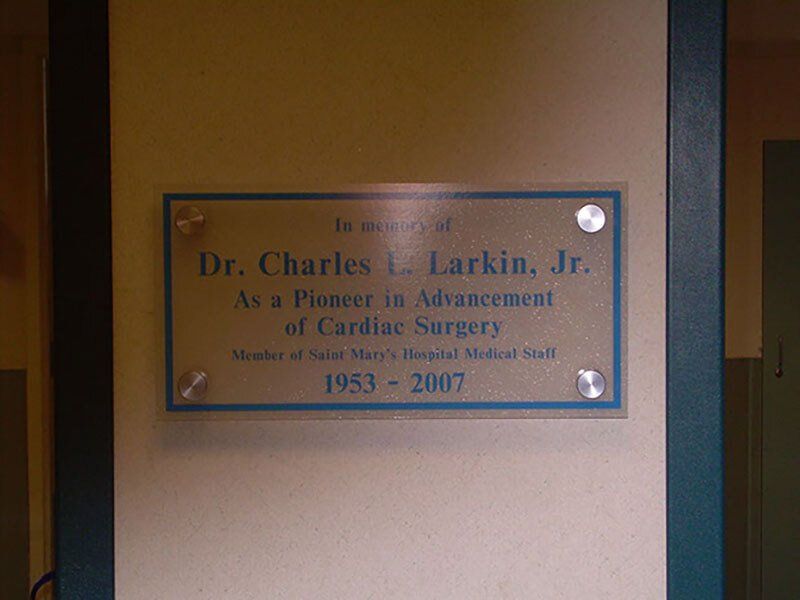 In memory of
Dr. Charles L. Larkin, Jr.
As a Pioneer in Advancement
of Cardiac Surgery
Member of Saint Mary's Hospital Medical Staff
1953 - 2007